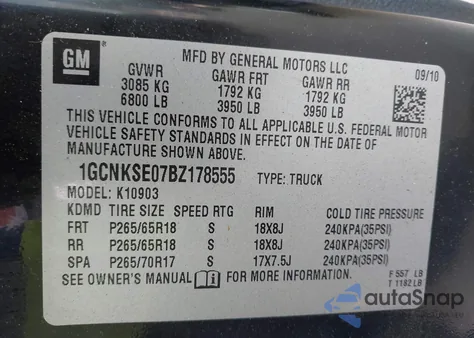 GM
MFD BY GENERAL MOTORS LLC
09/10
GVWR GAWR FRT GAWR RR
3085 KG 1792 KG 1792 KG
6800 LB 3950 LB 3950 LB
THIS VEHICLE CONFORMS TO ALL APPLICABLE U.S. FEDERAL MOTOR
VEHICLE SAFETY STANDARDS IN EFFECT ON THE DATE OF
MANUFACTURE SHOWN ABOVE.
1GCNKSE07BZ178555 TYPE: TRUCK
MODEL: K10903
KDMD TIRE SIZE SPEED RTG RIM COLD TIRE PRESSURE
FRT P265/65R18 S 18X8J 240KPA(35PSI)
RR P265/65R18 S 18X8J 240KPA(35PSI)
SPA P265/70R17 S 17X7.5J 240KPA(35PSI)
SEE OWNER'S MANUAL FOR MORE INFORMATION.
F 557 LB
T 1192 LB
autoSnap